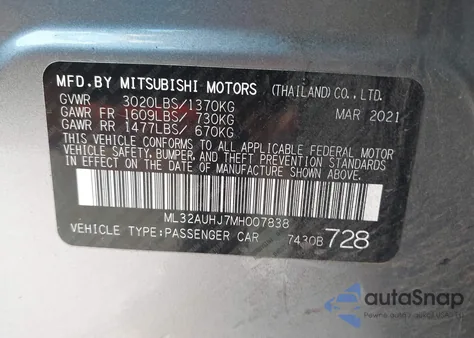 MFD.BY MITSUBISHI MOTORS (THAILAND) CO., LTD.
GVWR 3020LBS/1370KG MAR 2021
GAWR FR 1609LBS/ 730KG
GAWR RR 1477LBS/ 670KG
THIS VEHICLE CONFORMS TO ALL APPLICABLE FEDERAL MOTOR
VEHICLE SAFETY, BUMPER, AND THEFT PREVENTION STANDARDS
IN EFFECT ON THE DATE OF MANUFACTURE SHOWN ABOVE.
ML32AUHJ7MH007838
VEHICLE TYPE:PASSENGER CAR 7430B 728
autoSnap